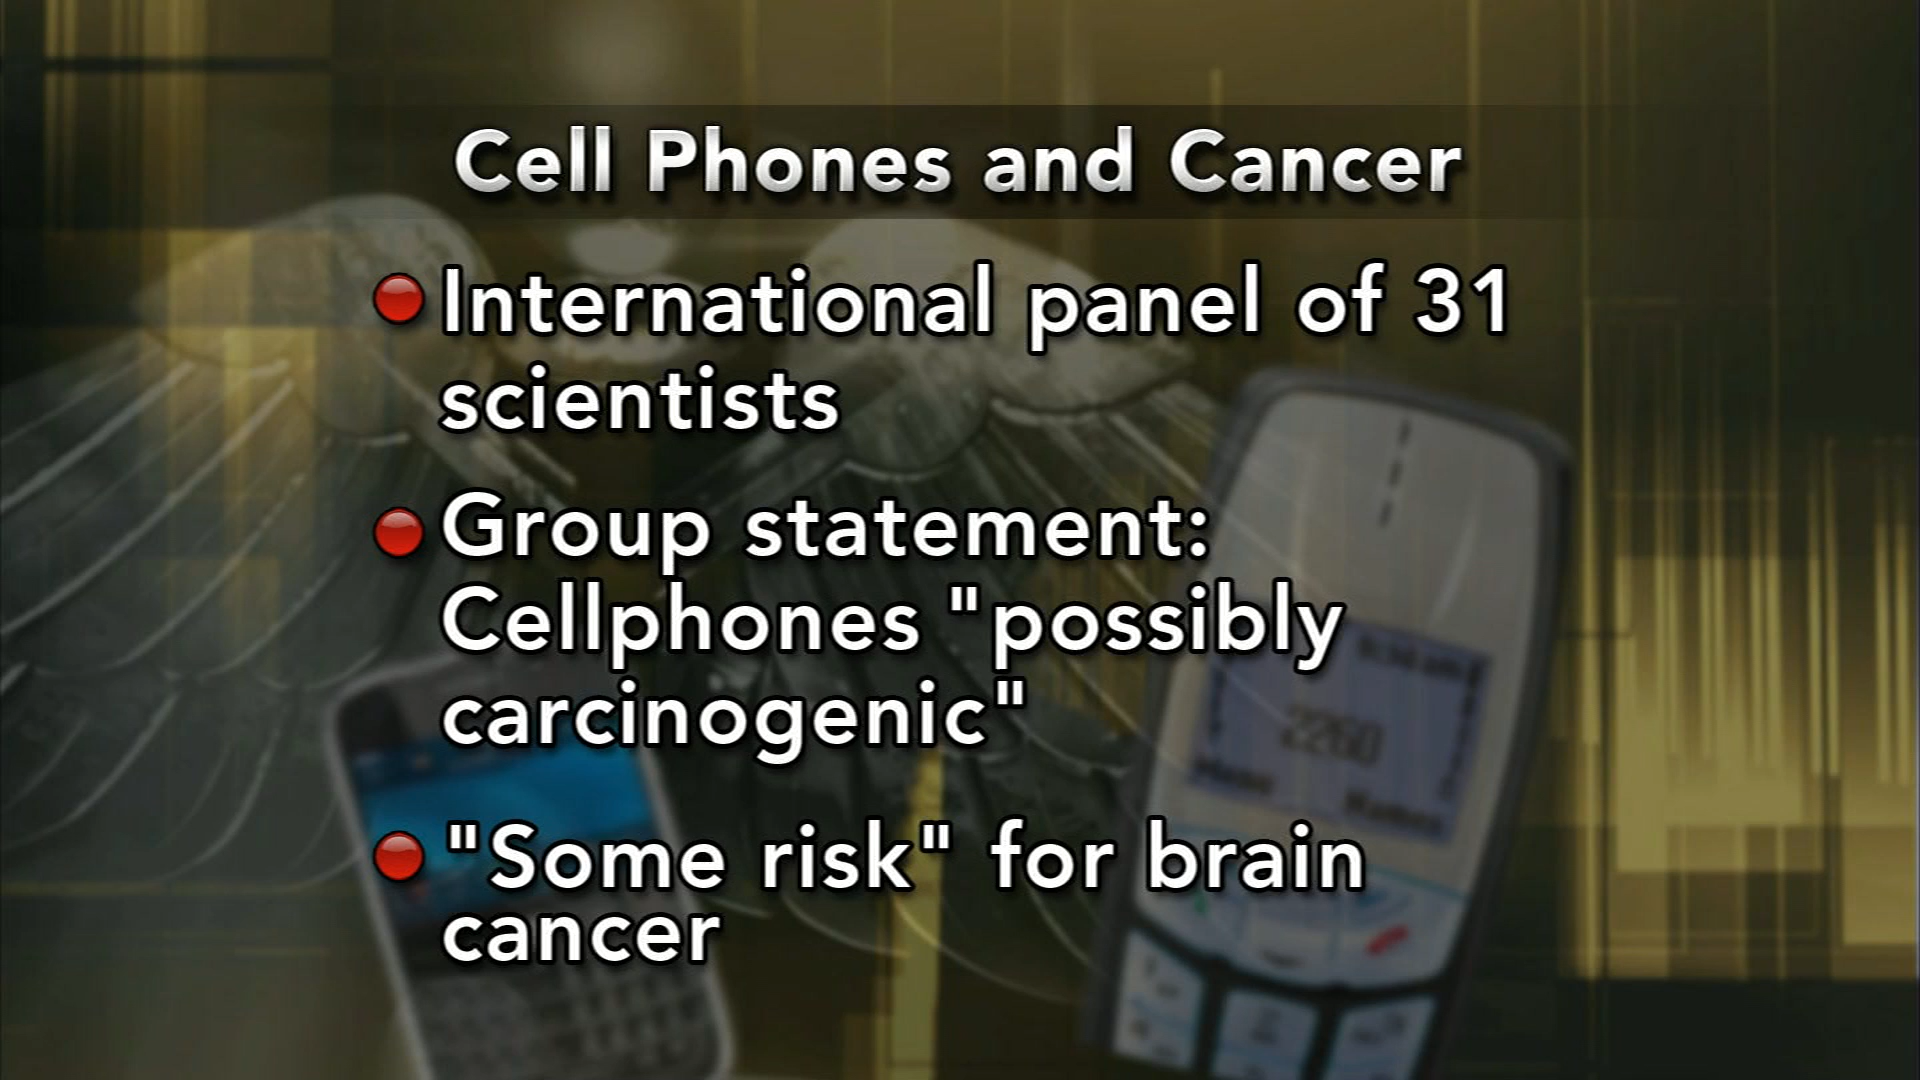 Cell Phones and Cancer
International panel of 31
scientists
Group statement:
Cellphones "possibly
carcinogenic"
"Some risk" for brain
cancer
2260